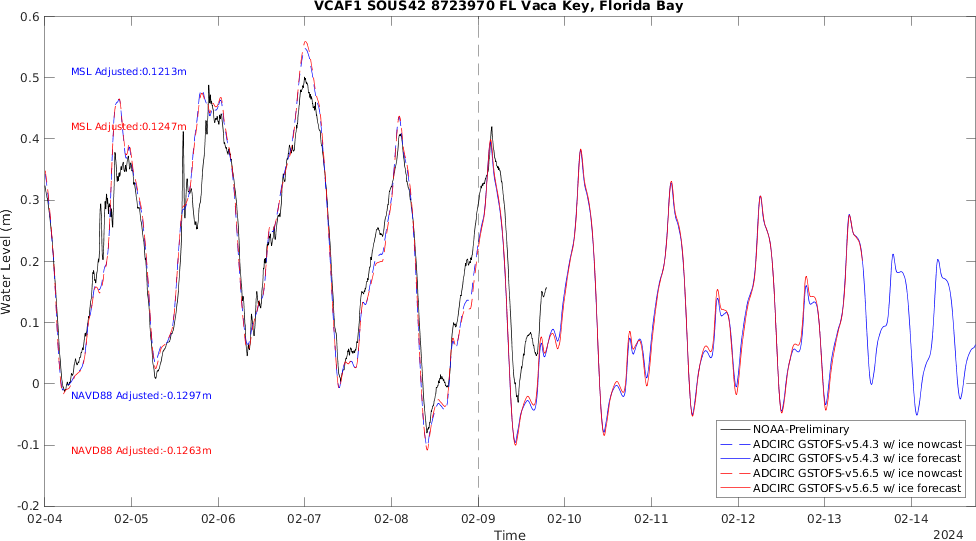 VCAF1 SOUS42 8723970 FL Vaca Key, Florida Bay
0.6
0.5
0.4
0.3
0.2
0.1
0
-0.1
-0.2
Water Level (m)
MSL Adjusted:0.1213m
MSL Adjusted:0.1247m
NAVD88 Adjusted:-0.1297m
NAVD88 Adjusted:-0.1263m
NOAA-Preliminary
ADCIRC GSTOFS-v5.4.3 w/ ice nowcast
ADCIRC GSTOFS-v5.4.3 w/ ice forecast
ADCIRC GSTOFS-v5.6.5 w/ ice nowcast
ADCIRC GSTOFS-v5.6.5 w/ ice forecast
02-04 02-05 02-06 02-07 02-08 02-09 02-10 02-11 02-12 02-13 02-14
Time
2024